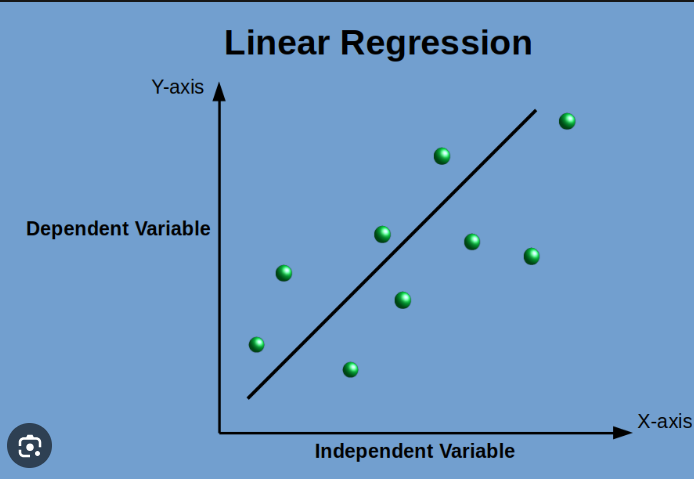 Linear Regression
Y-axis
Dependent Variable
X-axis
Independent Variable